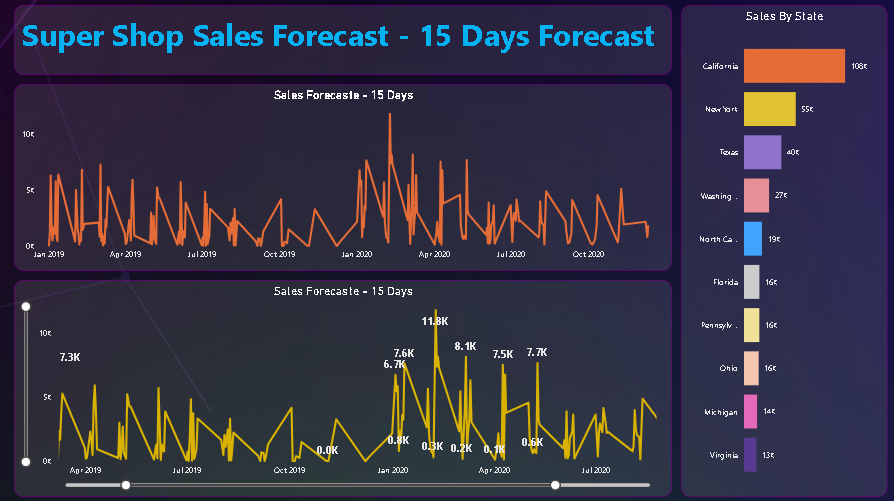 Super Shop Sales Forecast - 15 Days Forecast
Sales Forecaste - 15 Days
10K
5K
0K
Jan 2019 Apr 2019 Jul 2019 Oct 2019 Jan 2020 Apr 2020 Jul 2020 Oct 2020
Sales Forecaste - 15 Days
10K
5K
0K
7.3K
0.0K
6.7K
7.6K
0.8K
11.8K
0.3K
8.1K
0.2K
7.5K
0.1K
7.7K
0.6K
Apr 2019 Jul 2019 Oct 2019 Jan 2020 Apr 2020 Jul 2020
Sales By State
California 108K
New York 55K
Texas 40K
Washing... 27K
North Ca... 19K
Florida 16K
Pennsylv... 16K
Ohio 16K
Michigan 14K
Virginia 13K